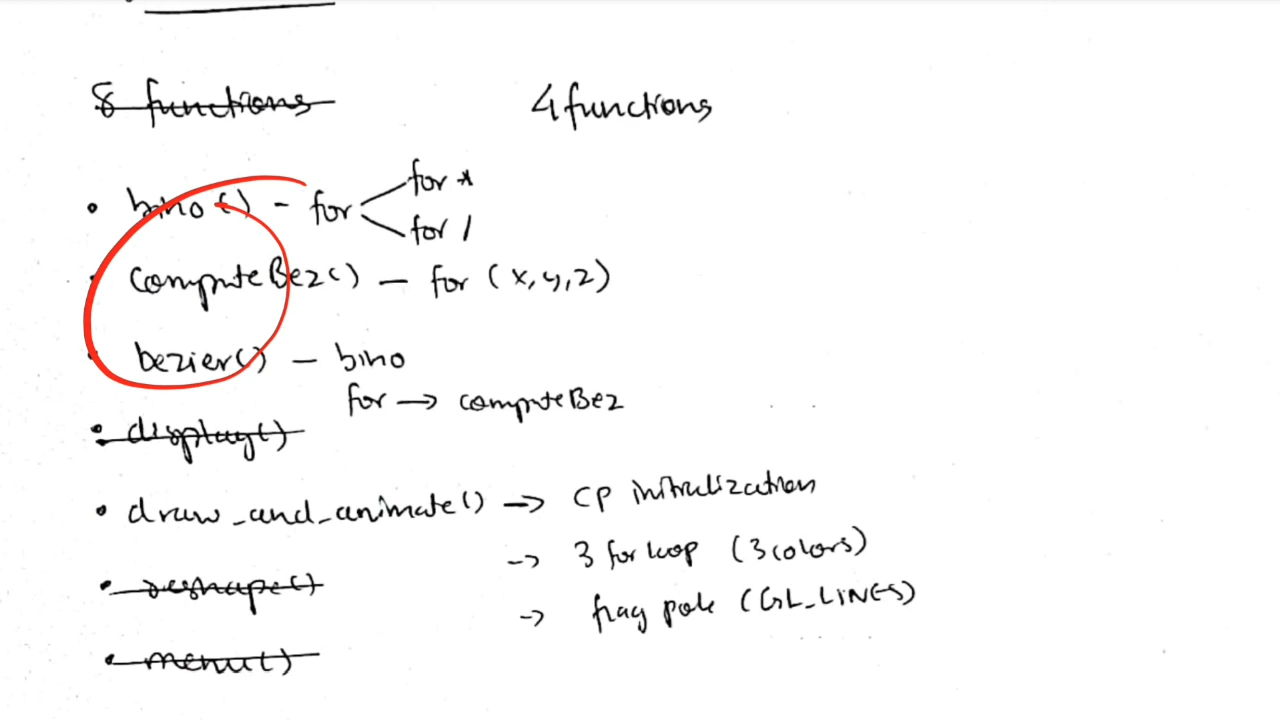 8 functions 4 functions
• bino() - for for *
for /
• computeBez() - for (x,y,z)
• bezier() - bino
for → computeBez
• display()
• draw_and_animate() → CP initialization
→ 3 for loop (3 colors)
• reshape()
→ flag pole (GL_LINES)
• menu()